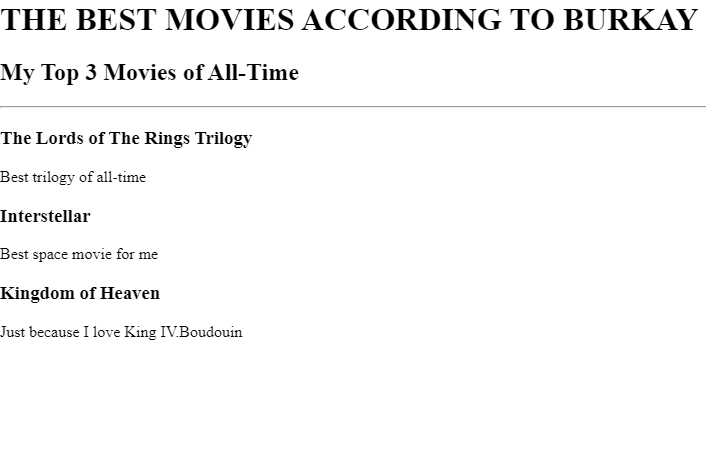 THE BEST MOVIES ACCORDING TO BURKAY
My Top 3 Movies of All-Time
The Lords of The Rings Trilogy
Best trilogy of all-time
Interstellar
Best space movie for me
Kingdom of Heaven
Just because I love King IV.Boudouin